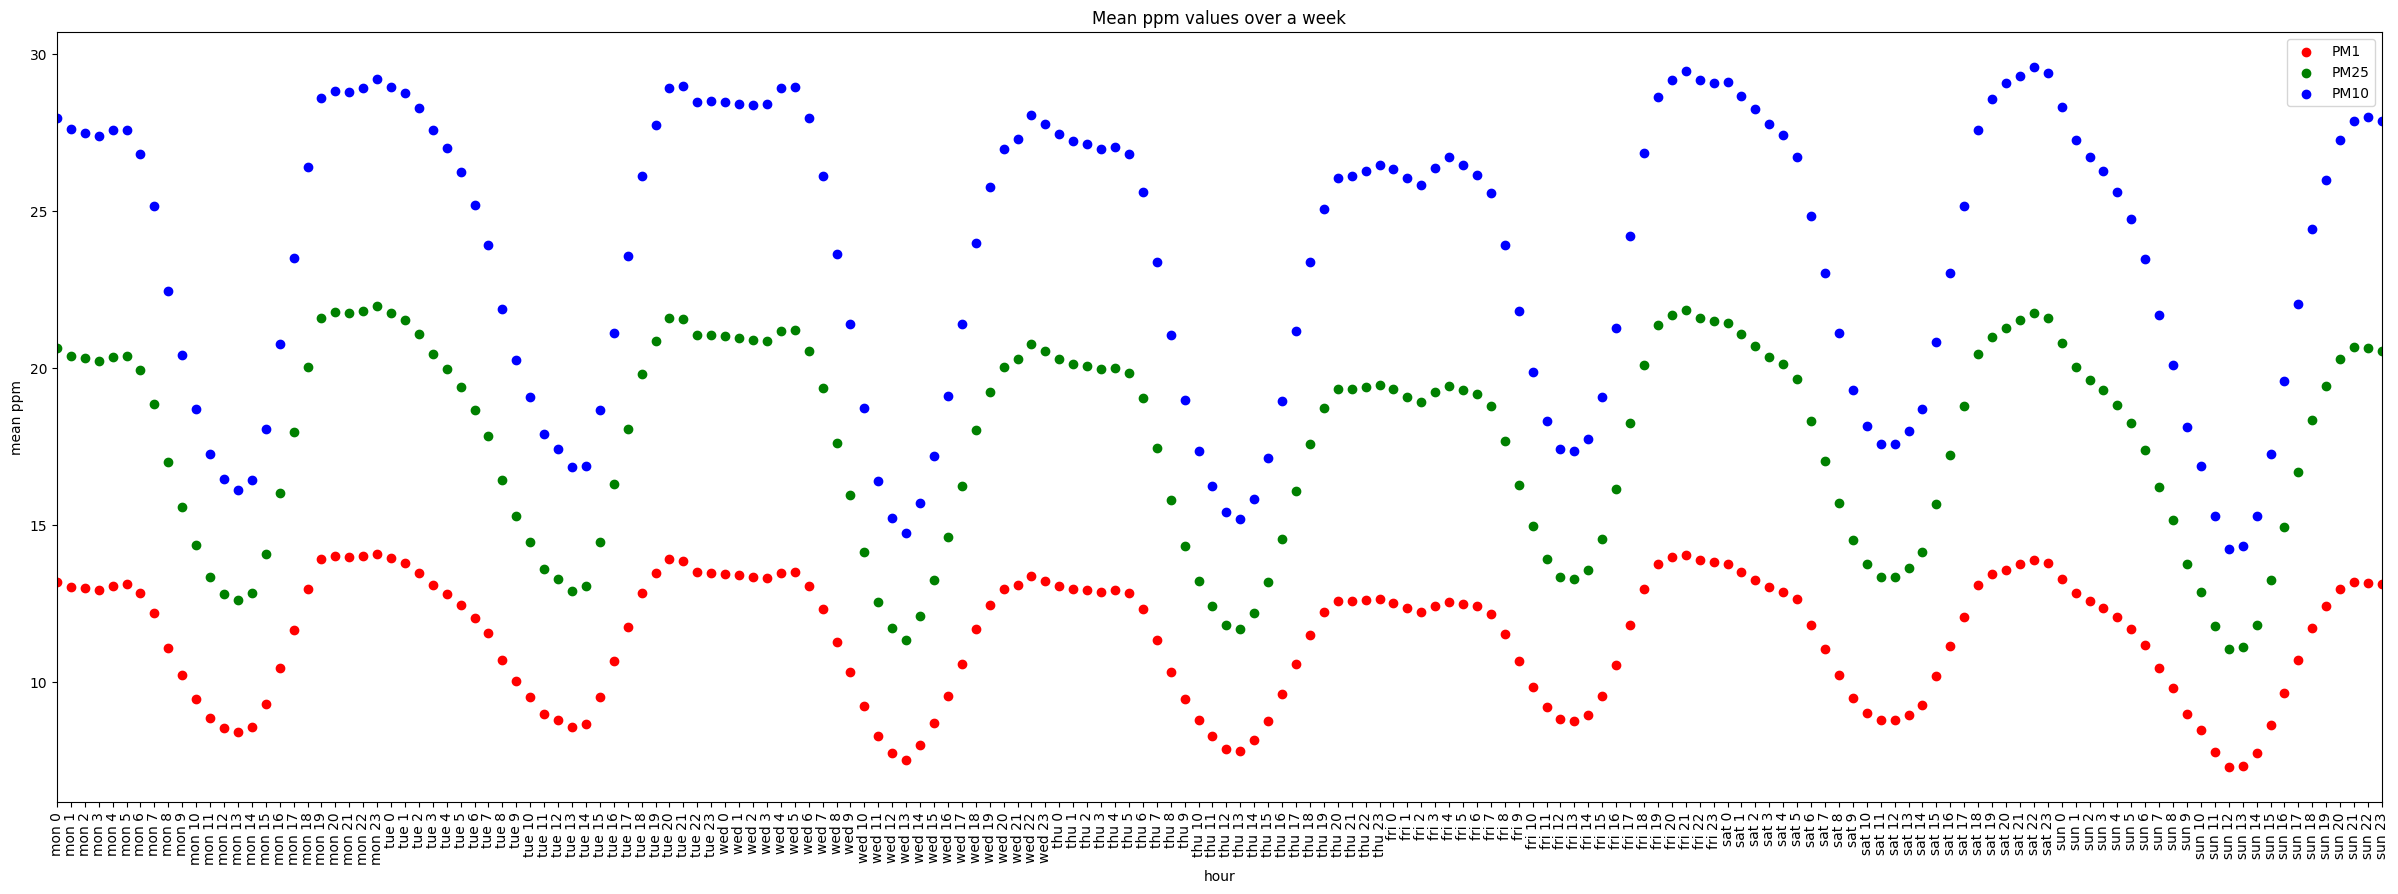 Mean ppm values over a week
PM1
PM25
PM10
30
25
20
15
10
mean ppm
mon 0
mon 1
mon 2
mon 3
mon 4
mon 5
mon 6
mon 7
mon 8
mon 9
mon 10
mon 11
mon 12
mon 13
mon 14
mon 15
mon 16
mon 17
mon 18
mon 19
mon 20
mon 21
mon 22
mon 23
tue 0
tue 1
tue 2
tue 3
tue 4
tue 5
tue 6
tue 7
tue 8
tue 9
tue 10
tue 11
tue 12
tue 13
tue 14
tue 15
tue 16
tue 17
tue 18
tue 19
tue 20
tue 21
tue 22
tue 23
wed 0
wed 1
wed 2
wed 3
wed 4
wed 5
wed 6
wed 7
wed 8
wed 9
wed 10
wed 11
wed 12
wed 13
wed 14
wed 15
wed 16
wed 17
wed 18
wed 19
wed 20
wed 21
wed 22
wed 23
thu 0
thu 1
thu 2
thu 3
thu 4
thu 5
thu 6
thu 7
thu 8
thu 9
thu 10
thu 11
thu 12
thu 13
thu 14
thu 15
thu 16
thu 17
thu 18
thu 19
thu 20
thu 21
thu 22
thu 23
fri 0
fri 1
fri 2
fri 3
fri 4
fri 5
fri 6
fri 7
fri 8
fri 9
fri 10
fri 11
fri 12
fri 13
fri 14
fri 15
fri 16
fri 17
fri 18
fri 19
fri 20
fri 21
fri 22
fri 23
sat 0
sat 1
sat 2
sat 3
sat 4
sat 5
sat 6
sat 7
sat 8
sat 9
sat 10
sat 11
sat 12
sat 13
sat 14
sat 15
sat 16
sat 17
sat 18
sat 19
sat 20
sat 21
sat 22
sat 23
sun 0
sun 1
sun 2
sun 3
sun 4
sun 5
sun 6
sun 7
sun 8
sun 9
sun 10
sun 11
sun 12
sun 13
sun 14
sun 15
sun 16
sun 17
sun 18
sun 19
sun 20
sun 21
sun 22
sun 23
hour